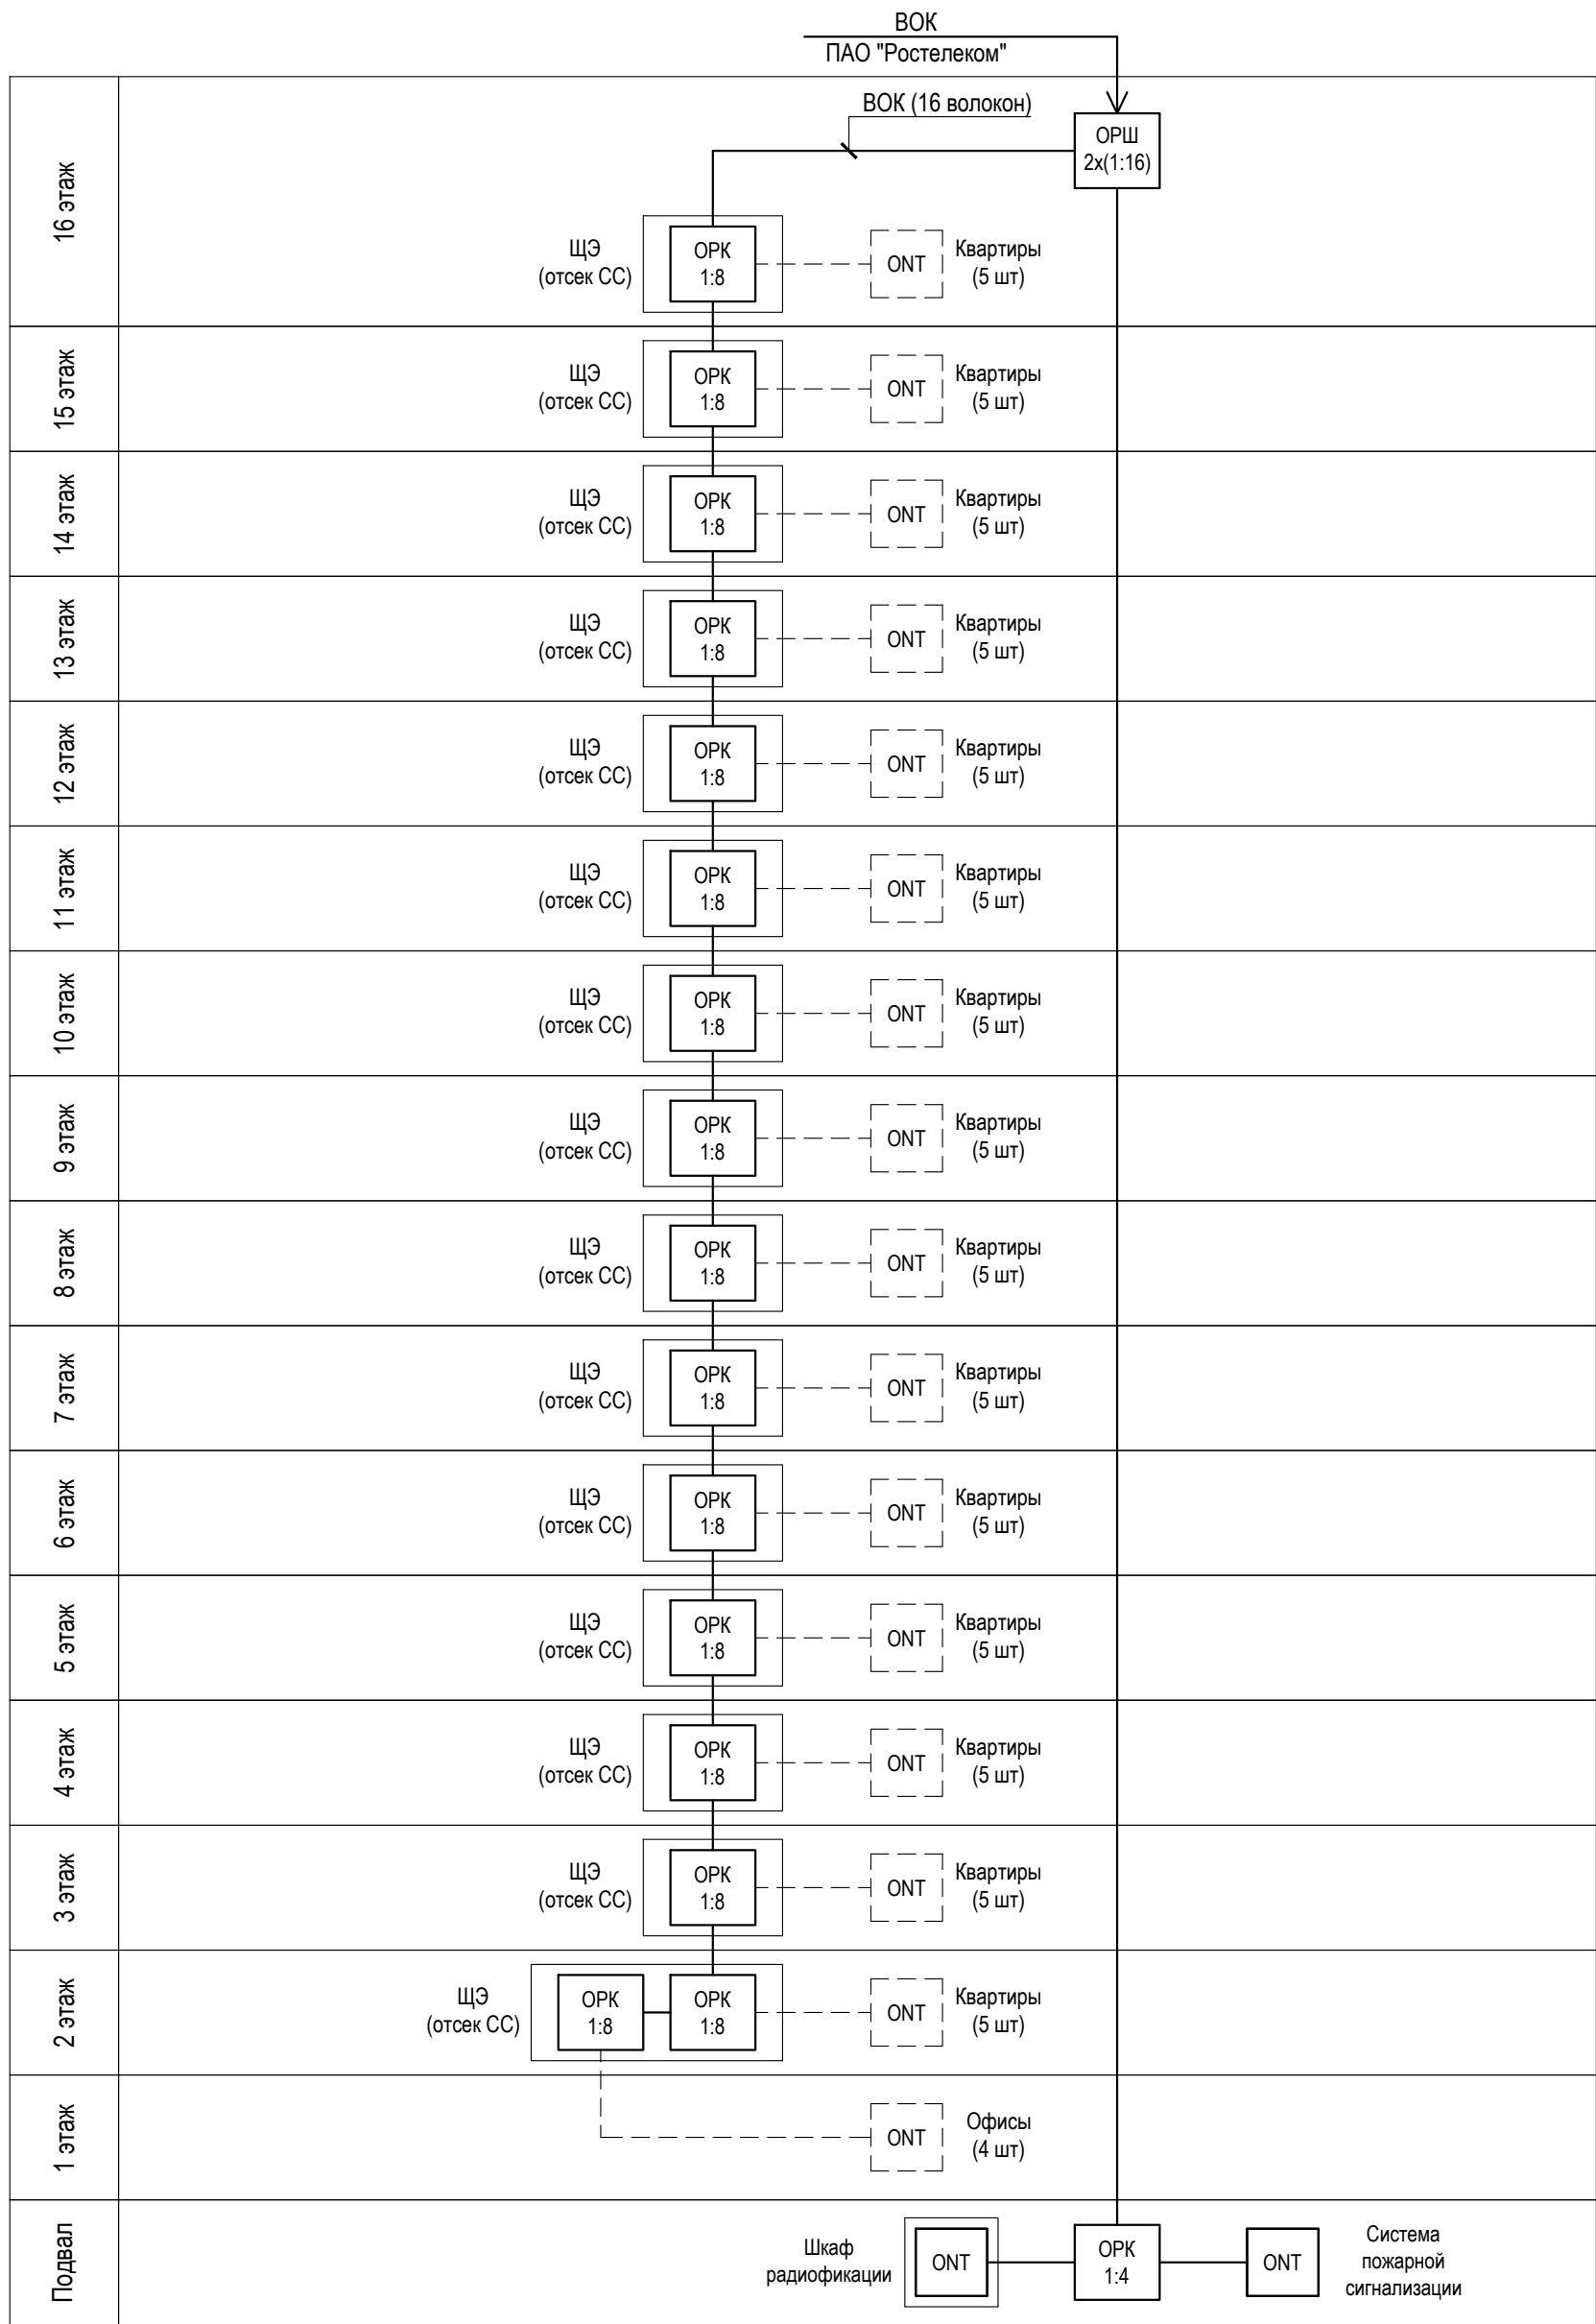 ВОК
ПАО "Ростелеком"
16 этаж
ВОК (16 волокон)
ОРШ
2х(1:16)
ЩЭ
(отсек СС)
ОРК
1:8
ONT
Квартиры
(5 шт)
15 этаж
ЩЭ
(отсек СС)
ОРК
1:8
ONT
Квартиры
(5 шт)
14 этаж
ЩЭ
(отсек СС)
ОРК
1:8
ONT
Квартиры
(5 шт)
13 этаж
ЩЭ
(отсек СС)
ОРК
1:8
ONT
Квартиры
(5 шт)
12 этаж
ЩЭ
(отсек СС)
ОРК
1:8
ONT
Квартиры
(5 шт)
11 этаж
ЩЭ
(отсек СС)
ОРК
1:8
ONT
Квартиры
(5 шт)
10 этаж
ЩЭ
(отсек СС)
ОРК
1:8
ONT
Квартиры
(5 шт)
9 этаж
ЩЭ
(отсек СС)
ОРК
1:8
ONT
Квартиры
(5 шт)
8 этаж
ЩЭ
(отсек СС)
ОРК
1:8
ONT
Квартиры
(5 шт)
7 этаж
ЩЭ
(отсек СС)
ОРК
1:8
ONT
Квартиры
(5 шт)
6 этаж
ЩЭ
(отсек СС)
ОРК
1:8
ONT
Квартиры
(5 шт)
5 этаж
ЩЭ
(отсек СС)
ОРК
1:8
ONT
Квартиры
(5 шт)
4 этаж
ЩЭ
(отсек СС)
ОРК
1:8
ONT
Квартиры
(5 шт)
3 этаж
ЩЭ
(отсек СС)
ОРК
1:8
ONT
Квартиры
(5 шт)
2 этаж
ЩЭ
(отсек СС)
ОРК
1:8
ОРК
1:8
ONT
Квартиры
(5 шт)
1 этаж
ONT
Офисы
(4 шт)
Подвал
Шкаф
радиофикации
ONT
ОРК
1:4
ONT
Система
пожарной
сигнализации